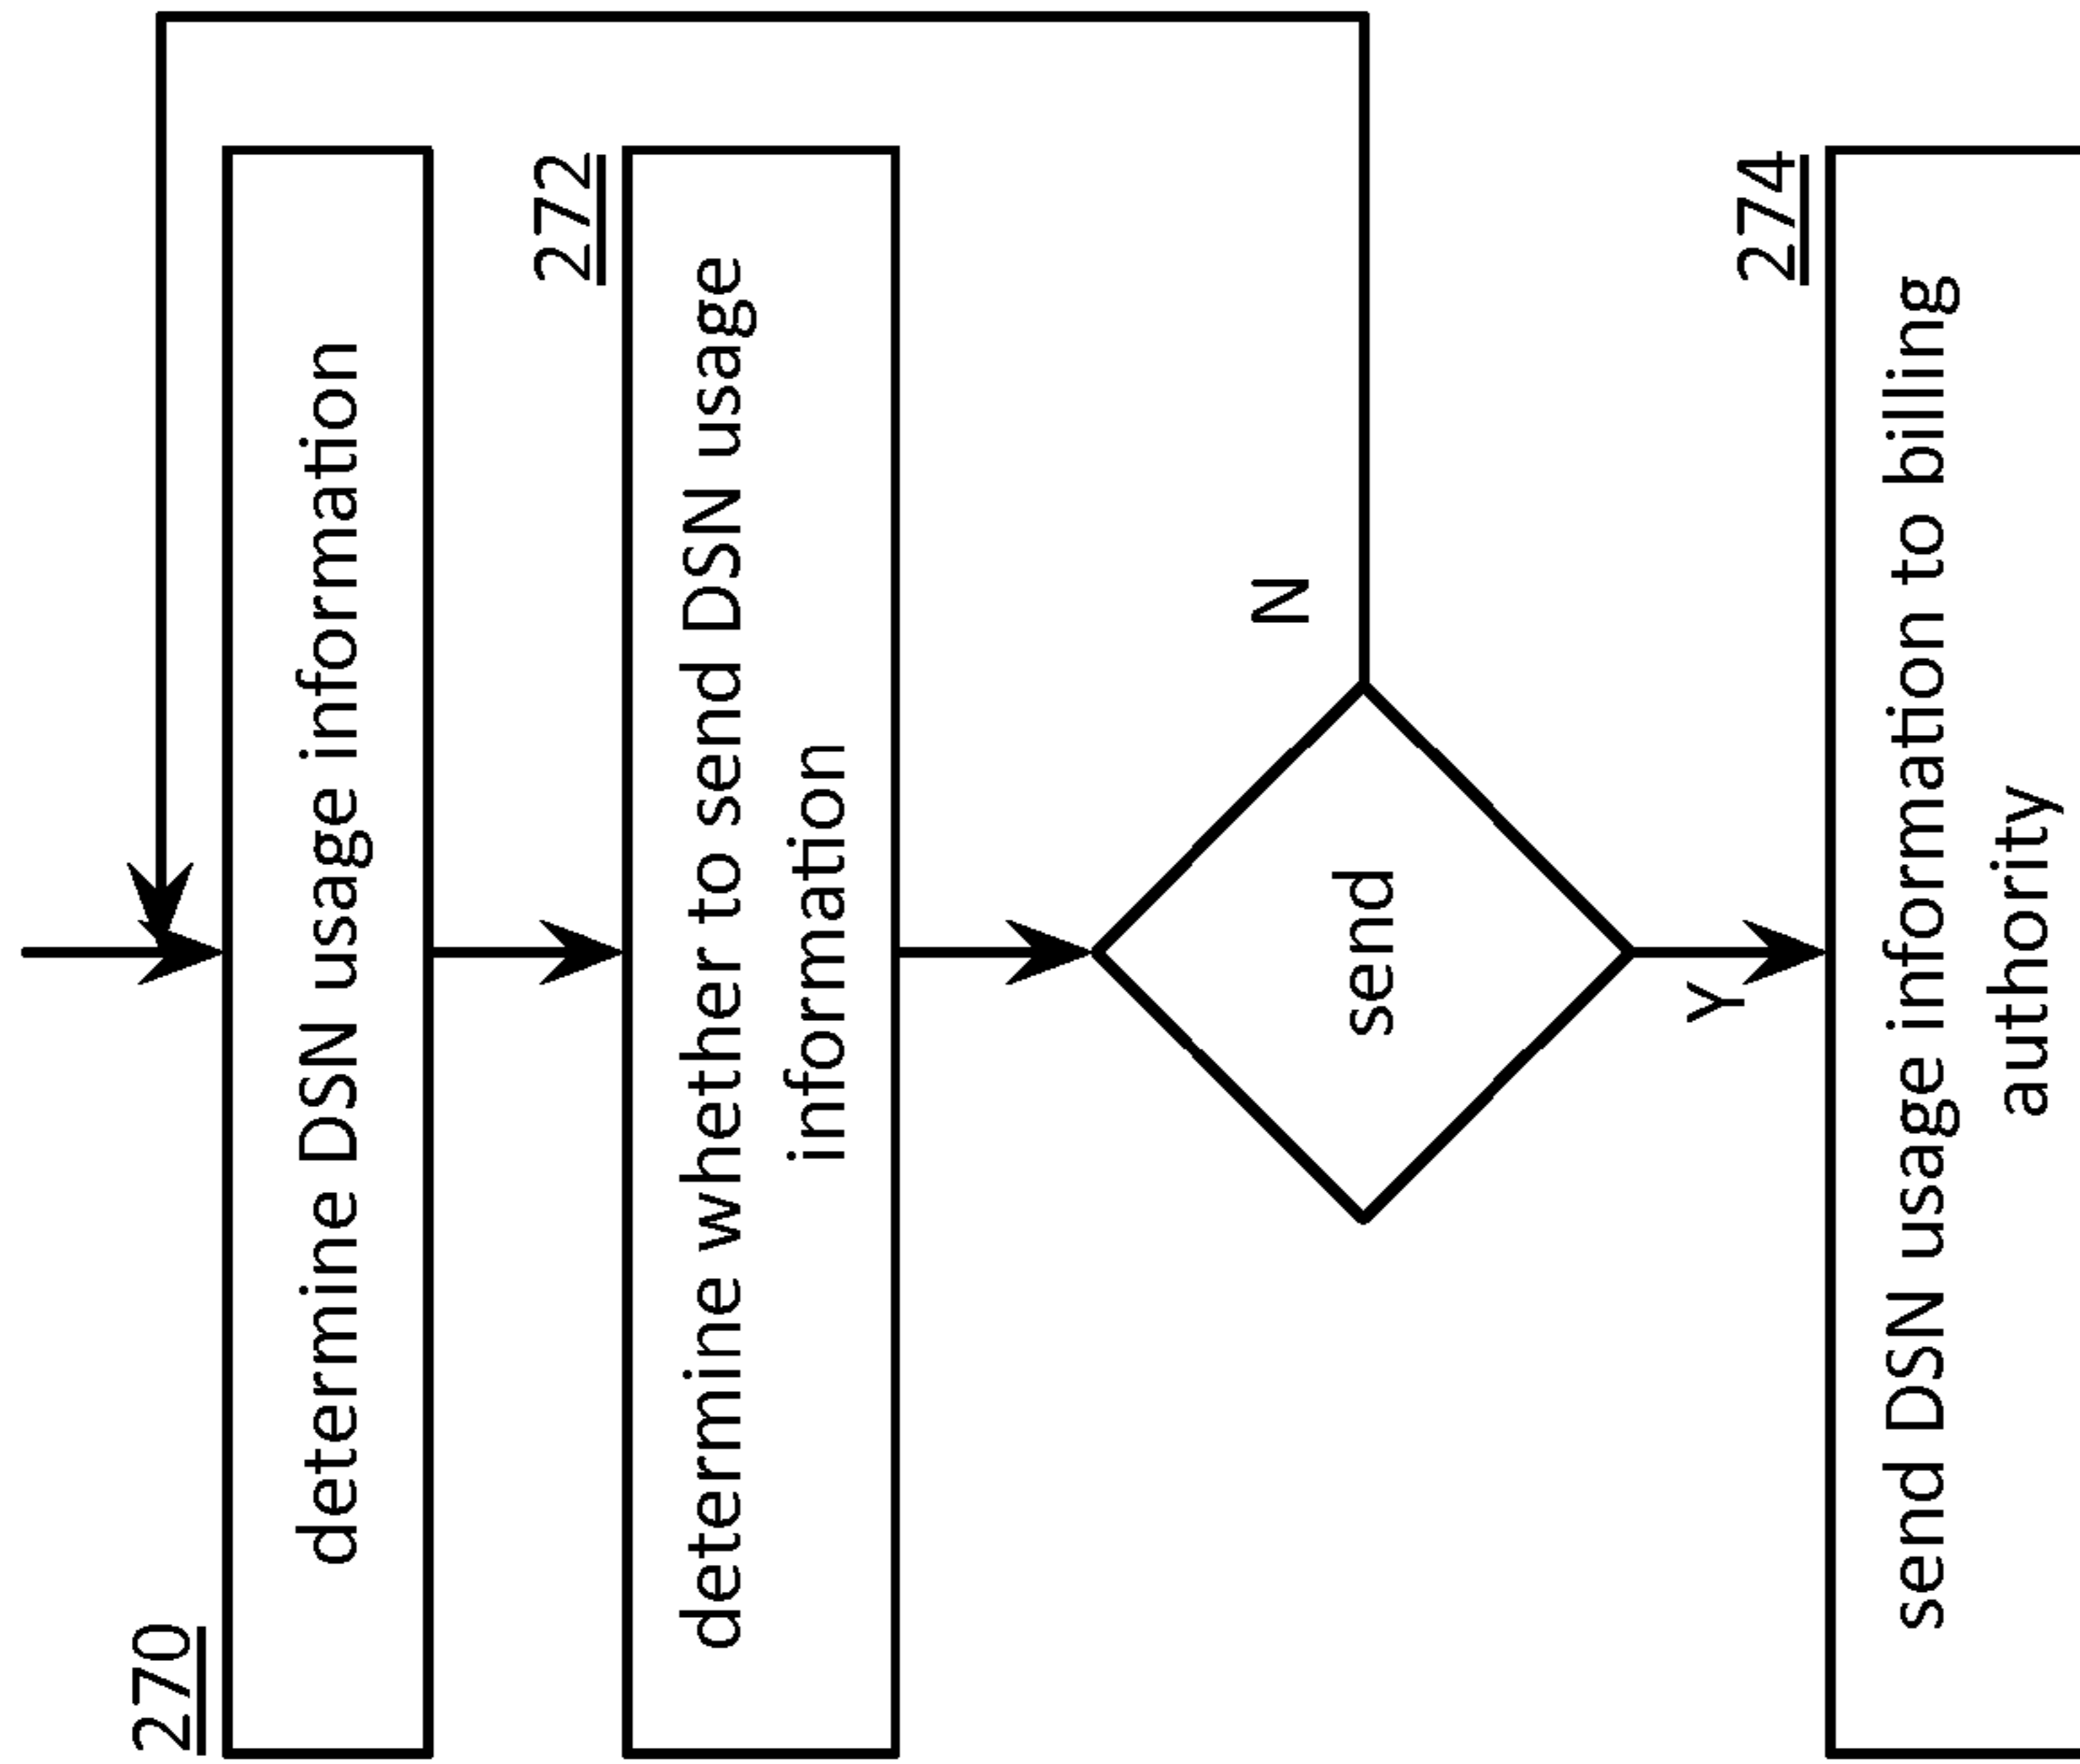 270
determine DSN usage information
272
determine whether to send DSN usage
information
send
N
Y
274
send DSN usage information to billing
authority